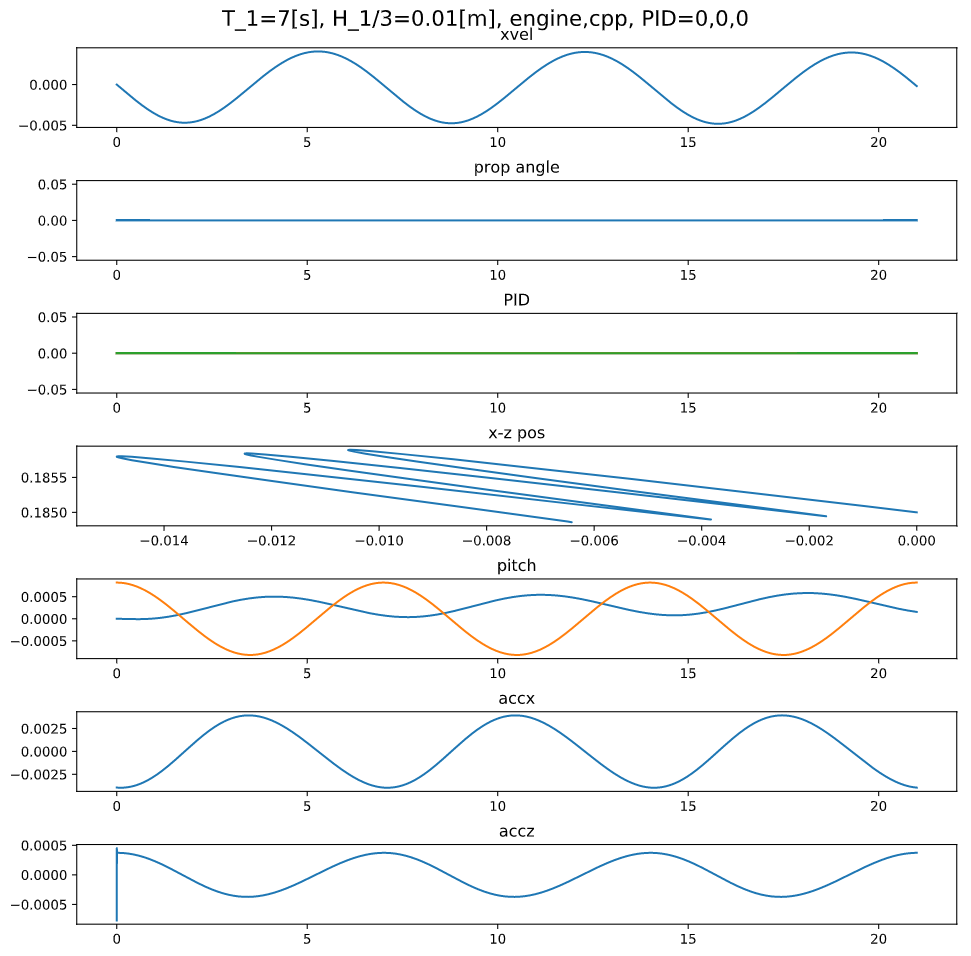 T_1=7[s], H_1/3=0.01[m], engine,cpp, PID=0,0,0
xvel
0.000
−0.005
0 5 10 15 20
prop angle
0.05
0.00
−0.05
0 5 10 15 20
PID
0.05
0.00
−0.05
0 5 10 15 20
x-z pos
0.1855
0.1850
−0.014 −0.012 −0.010 −0.008 −0.006 −0.004 −0.002 0.000
pitch
0.0005
0.0000
−0.0005
0 5 10 15 20
accx
0.0025
0.0000
−0.0025
0 5 10 15 20
accz
0.0005
0.0000
−0.0005
0 5 10 15 20